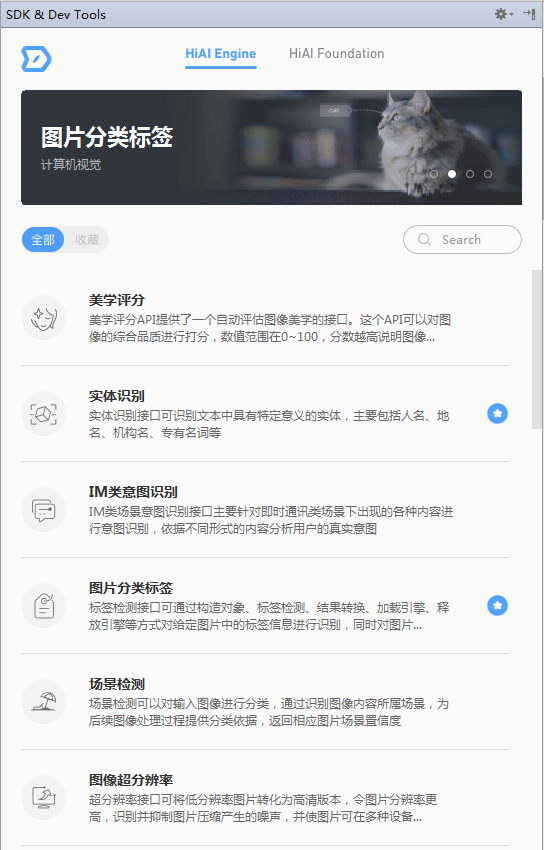 SDK & Dev Tools
HiAI Engine
HiAI Foundation
图片分类标签
计算机视觉
cat
全部
收藏
Search
美学评分
美学评分API提供了一个自动评估图像美学的接口。这个API可以对图
像的综合品质进行打分，数值范围在0~100，分数越高说明图像...
实体识别
实体识别接口可识别文本中具有特定意义的实体，主要包括人名、地
名、机构名、专有名词等
IM类意图识别
IM类场景意图识别接口主要针对即时通讯类场景下出现的各种内容进
行意图识别，依据不同形式的内容分析用户的真实意图
图片分类标签
标签检测接口可通过构造对象、标签检测、结果转换、加载引擎、释
放引擎等方式对给定图片中的标签信息进行识别，同时对图片...
场景检测
场景检测可以对输入图像进行分类，通过识别图像内容所属场景，为
后续图像处理过程提供分类依据，返回相应图片场景置信度
图像超分辨率
超分辨率接口可将低分辨率图片转化为高清版本，令图片分辨率更
高，识别并抑制图片压缩产生的噪声，并使图片可在多种设备...